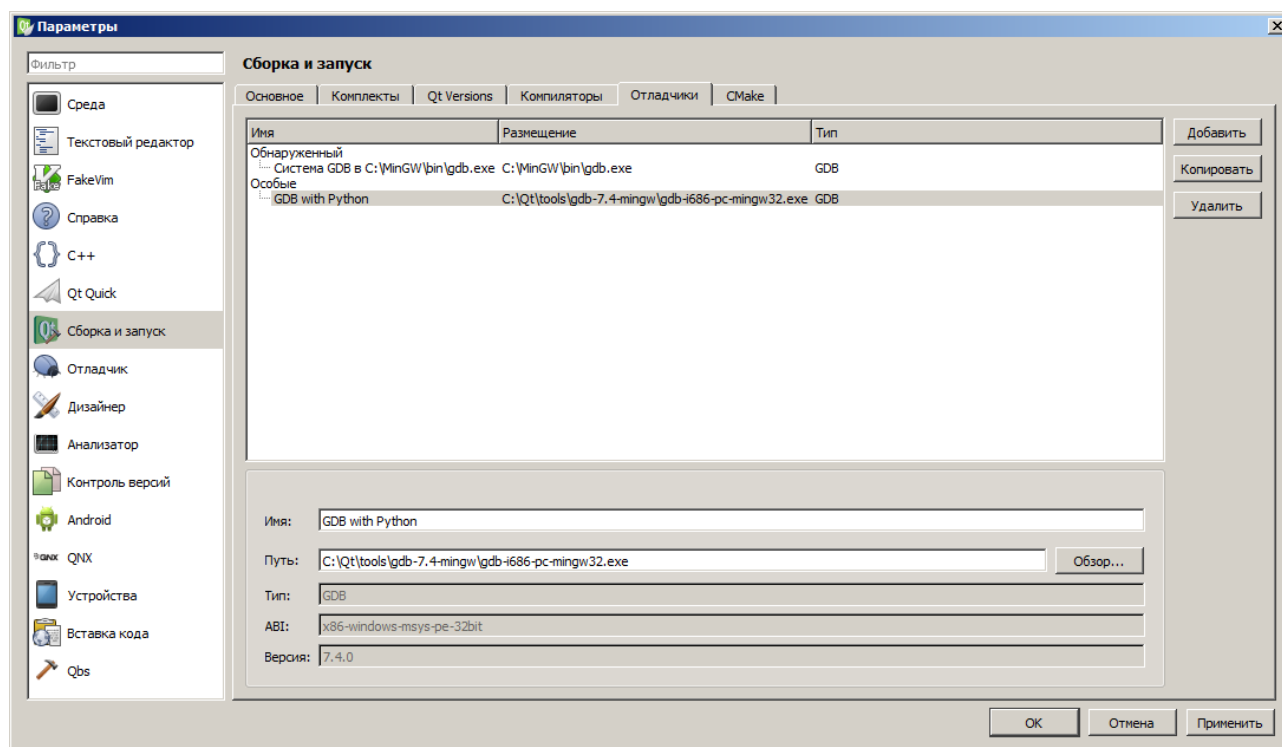 Параметры
Фильтр
Среда
Текстовый редактор
FakeVim
Справка
C++
Qt Quick
Сборка и запуск
Отладчик
Дизайнер
Анализатор
Контроль версий
Android
QNX QNX
Устройства
Вставка кода
Qbs
Сборка и запуск
Основное Комплекты Qt Versions Компиляторы Отладчики CMake
Имя Размещение Тип
Обнаруженный
Система GDB в C:\MinGW\bin\gdb.exe C:\MinGW\bin\gdb.exe GDB
Особые
GDB with Python C:\Qt\tools\gdb-7.4-mingw\gdb-i686-pc-mingw32.exe GDB
Добавить
Копировать
Удалить
Имя: GDB with Python
Путь: C:\Qt\tools\gdb-7.4-mingw\gdb-i686-pc-mingw32.exe Обзор...
Тип: GDB
ABI: x86-windows-msys-pe-32bit
Версия: 7.4.0
OK Отмена Применить